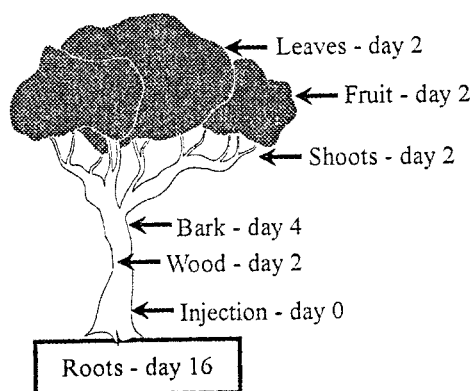 Leaves - day 2
Fruit - day 2
Shoots - day 2
Bark - day 4
Wood - day 2
Injection - day 0
Roots - day 16